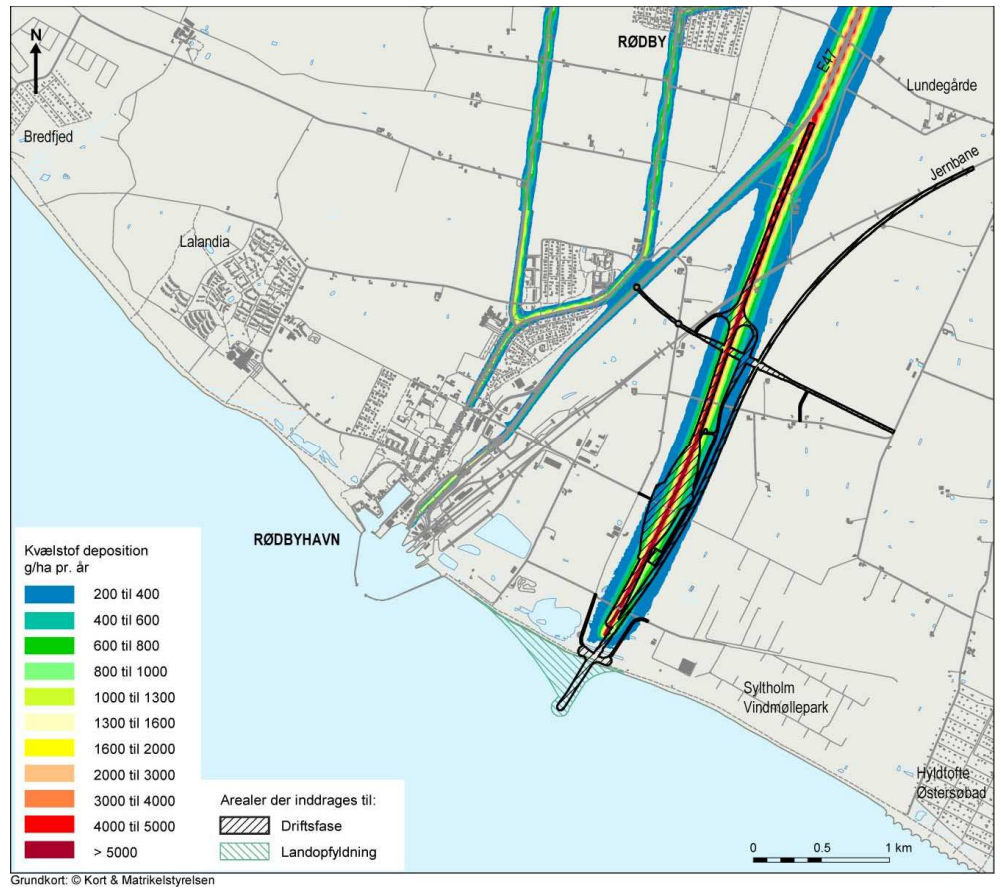 N
RØDBY
E47
Lundegårde
Bredfjed
Jernbane
Lalandia
RØDBYHAVN
Kvælstof deposition
g/ha pr. år
200 til 400
400 til 600
600 til 800
800 til 1000
1000 til 1300
1300 til 1600
1600 til 2000
2000 til 3000
3000 til 4000
4000 til 5000
> 5000
Arealer der inddrages til:
Driftsfase
Landopfyldning
Syltholm
Vindmøllepark
Hyldtofte
Østersøbad
0 0.5 1 km
Grundkort: © Kort & Matrikelstyrelsen